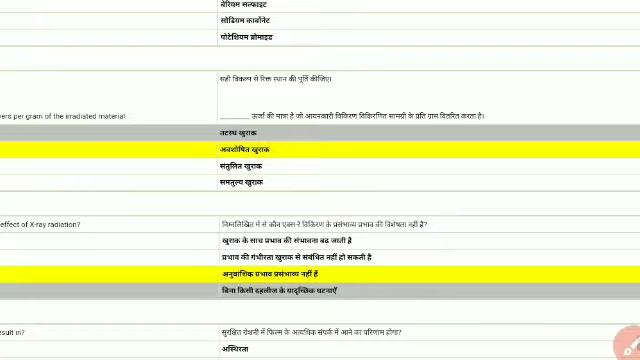 बेरियम सल्फाइट
सोडियम कार्बोनेट
पोटेशियम ब्रोमाइड
सही विकल्प से रिक्त स्थान की पूर्ति कीजिए।
vers per gram of the irradiated material.
________ ऊर्जा की मात्रा है जो आयनकारी विकिरण विकिरणित सामग्री के प्रति ग्राम वितरित करता है।
तटस्थ खुराक
अवशोषित खुराक
संतुलित खुराक
समतुल्य खुराक
effect of X-ray radiation? निम्नलिखित में से कौन एक्स-रे विकिरण के प्रसंभाव्य प्रभाव की विशेषता नहीं है?
खुराक के साथ प्रभाव की संभावना बढ़ जाती है
प्रभाव की गंभीरता खुराक से संबंधित नहीं हो सकती है
अनुवांशिक प्रभाव प्रसंभाव्य नहीं हैं
बिना किसी दहलीज के यादृच्छिक घटनाएँ
esult in? सुरक्षित रोशनी में फिल्म के अत्यधिक संपर्क में आने का परिणाम होगा?
अस्थिरता